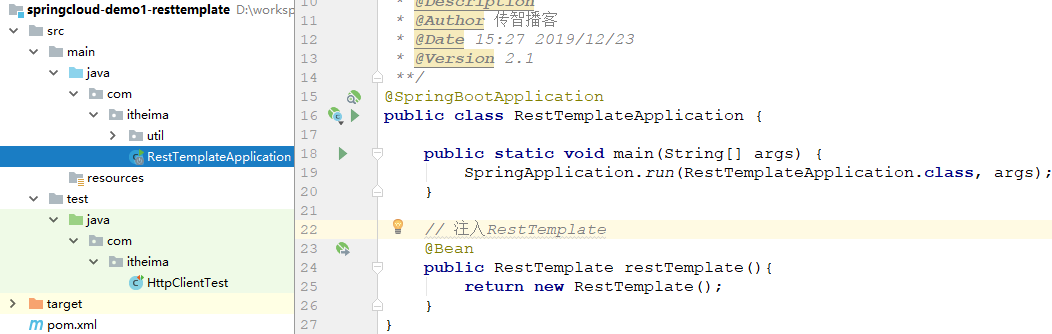 springcloud-demo1-resttemplate D:\worksp
src
main
java
com
itheima
util
RestTemplateApplication
resources
test
java
com
itheima
HttpClientTest
target
pom.xml
10 * @Description
11 * @Author 传智播客
12 * @Date 15:27 2019/12/23
13 * @Version 2.1
14 **/
15 @SpringBootApplication
16 public class RestTemplateApplication {
17
18 public static void main(String[] args) {
19 SpringApplication.run(RestTemplateApplication.class, args);
20 }
21
22 // 注入RestTemplate
23 @Bean
24 public RestTemplate restTemplate(){
25 return new RestTemplate();
26 }
27 }